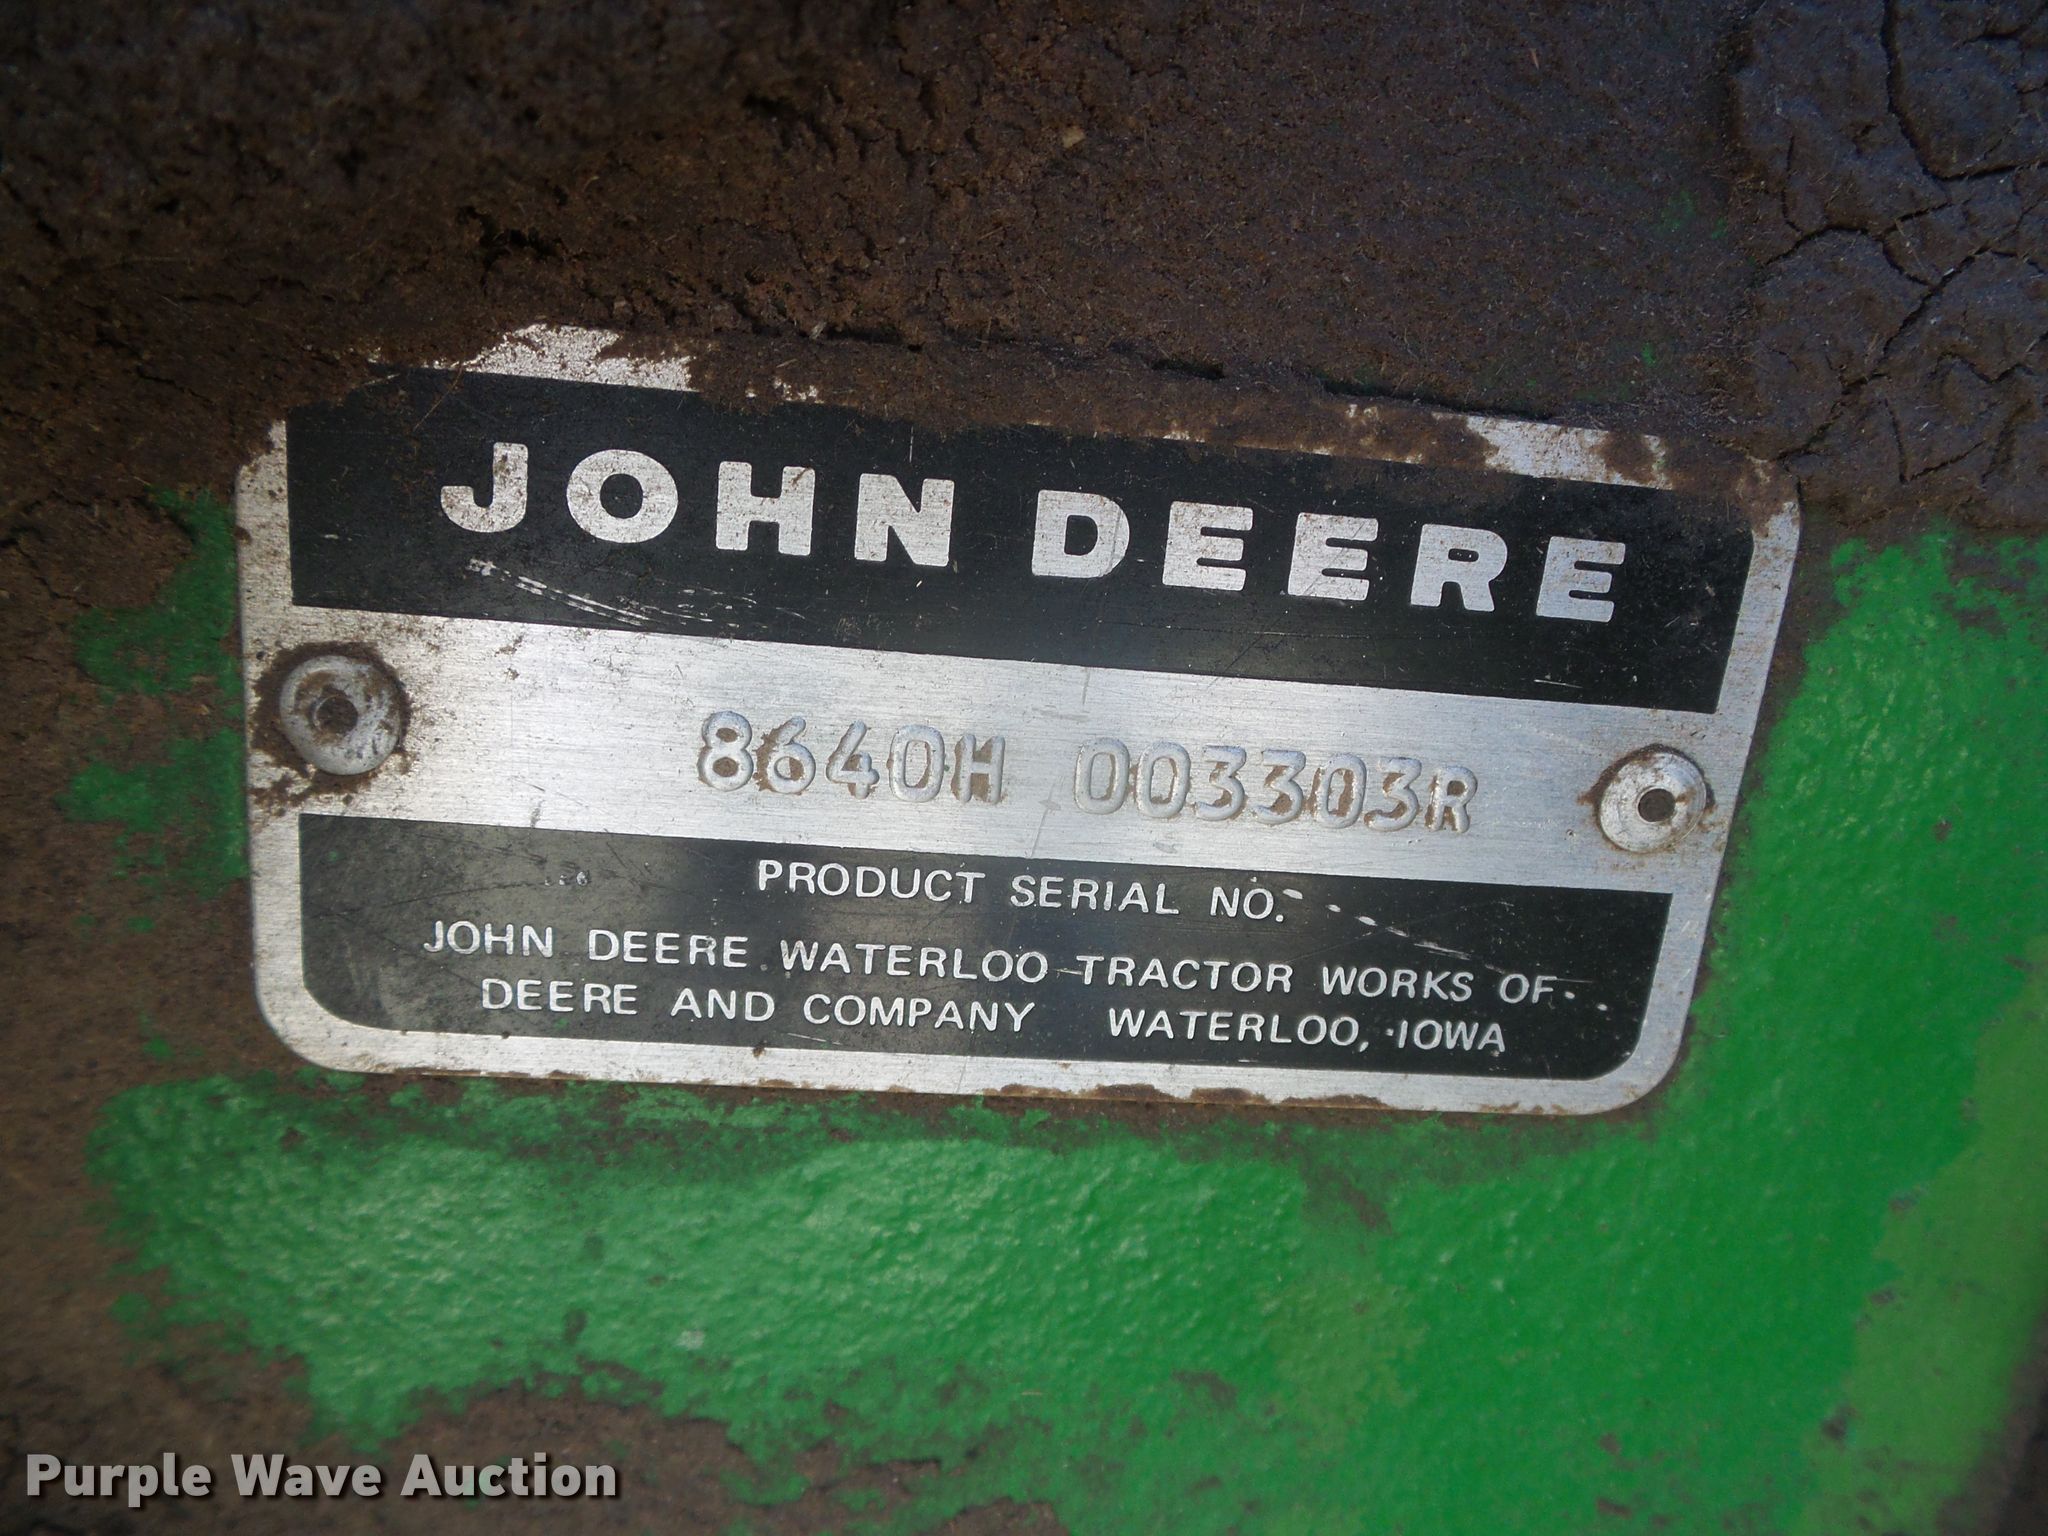 JOHN DEERE
8640H 003303R
PRODUCT SERIAL NO.
JOHN DEERE WATERLOO TRACTOR WORKS OF
DEERE AND COMPANY WATERLOO, IOWA
Purple Wave Auction